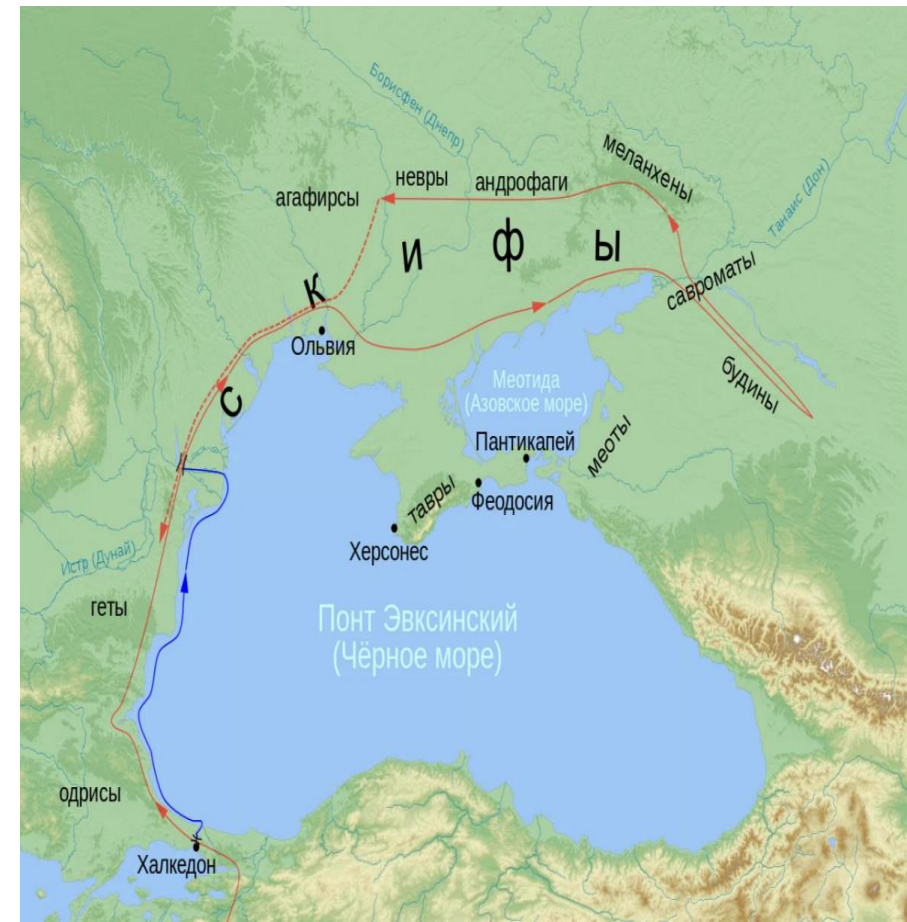 Борисфен (Днепр)
меланхены
невры
андрофаги
агафирсы
Танаис (Дон)
скифы
савроматы
Ольвия
будины
Меотида
(Азовское море)
Пантикапей
меоты
тавры
Феодосия
Херсонес
Истр (Дунай)
геты
Понт Эвксинский
(Чёрное море)
одрисы
Халкедон